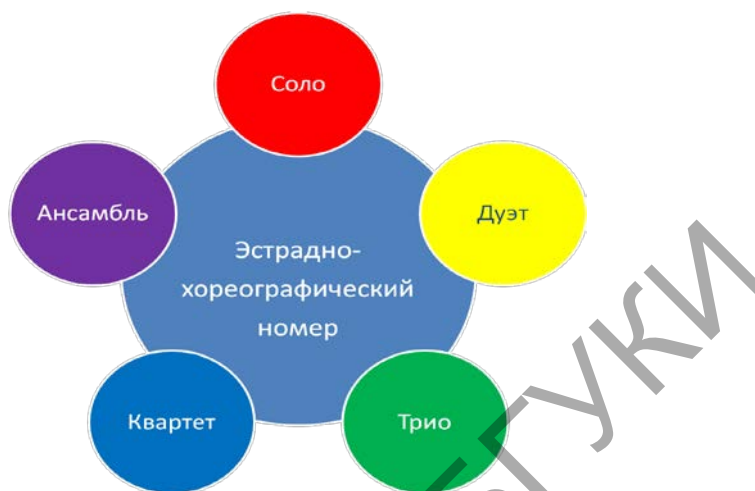 Соло
Ансамбль
Дуэт
Эстрадно-
хореографический
номер
Квартет
Трио